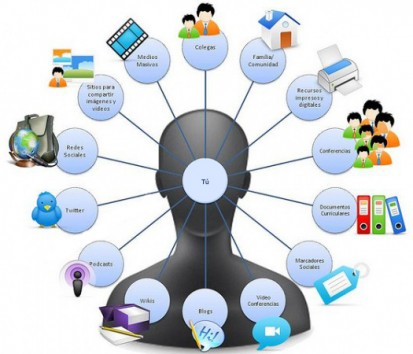 Colegas
Medios
Masivos
Familia/
Comunidad
Sitios para
compartir
imágenes y
videos
Recursos
impresos y
digitales
Redes
Sociales
Conferencias
Tú
Twitter
Documentos
Curriculares
Podcasts
Marcadores
Sociales
Wikis
Blogs
Video
Conferencias
Hi!